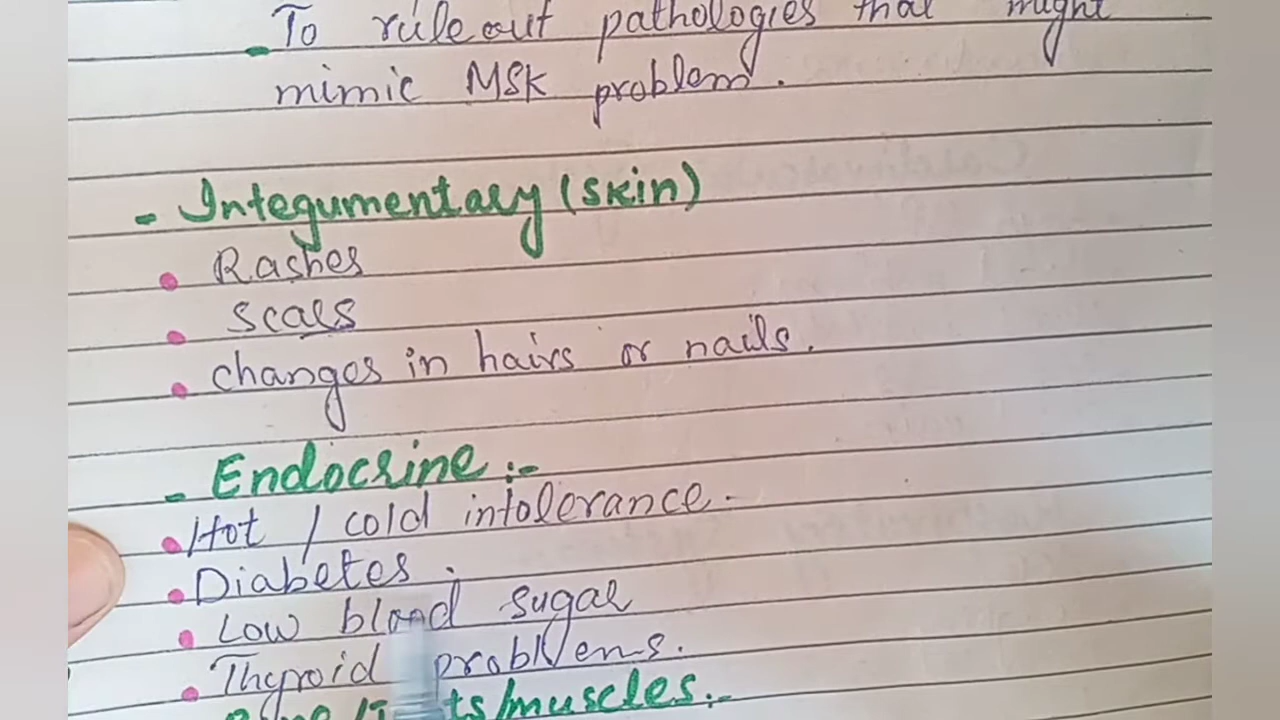 - To rule out pathologies that might
mimic MSK problem.
- Integumentary (skin)
• Rashes
• Scars
• changes in hairs or nails.
- Endocrine :-
• Hot / cold intolerance.
• Diabetes.
• Low blood sugar
• Thyroid problems.
/muscles :-